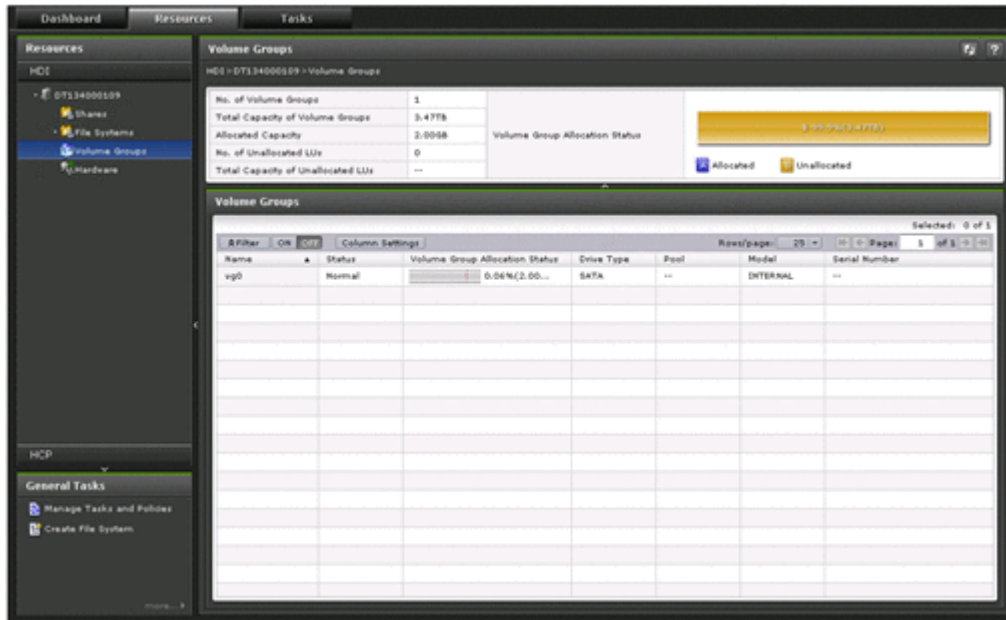 Dashboard
Resources
Tasks
Resources
HDI
DT134000109
Shares
File Systems
Volume Groups
Hardware
HCP
General Tasks
Manage Tasks and Policies
Create File System
more...
Volume Groups
?
HDI > DT134000109 > Volume Groups
No. of Volume Groups 1
Total Capacity of Volume Groups 3.47TB
Allocated Capacity 2.00GB
No. of Unallocated LUs 0
Total Capacity of Unallocated LUs --
Volume Group Allocation Status
99.9%(3.47TB)
Allocated Unallocated
Volume Groups
Selected: 0 of 1
Filter ON OFF Column Settings Rows/page: 25 Page: 1 of 1
Name Status Volume Group Allocation Status Drive Type Pool Model Serial Number
vg0 Normal 0.06%(2.00... SATA -- INTERNAL --